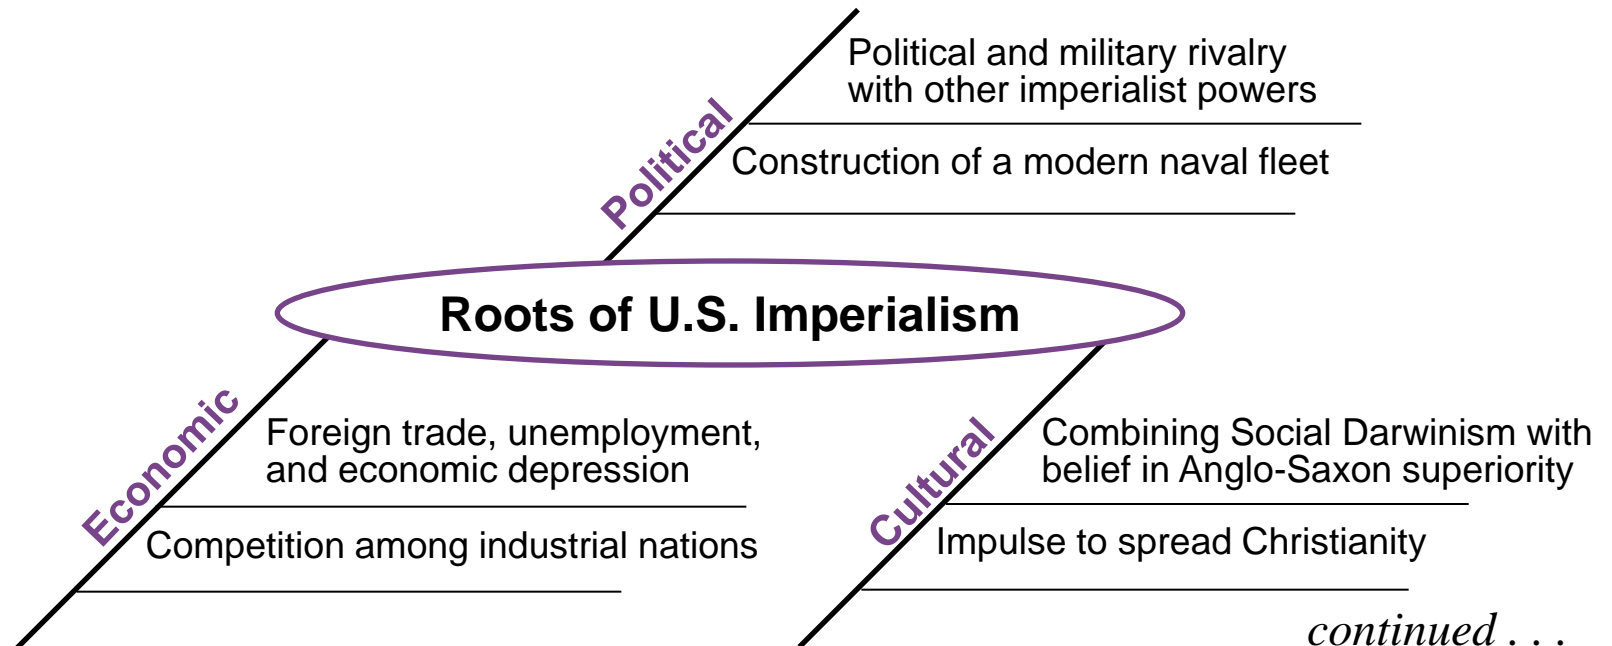 Political
Political and military rivalry
with other imperialist powers
Construction of a modern naval fleet
Roots of U.S. Imperialism
Economic
Foreign trade, unemployment,
and economic depression
Competition among industrial nations
Cultural
Combining Social Darwinism with
belief in Anglo-Saxon superiority
Impulse to spread Christianity
continued . . .